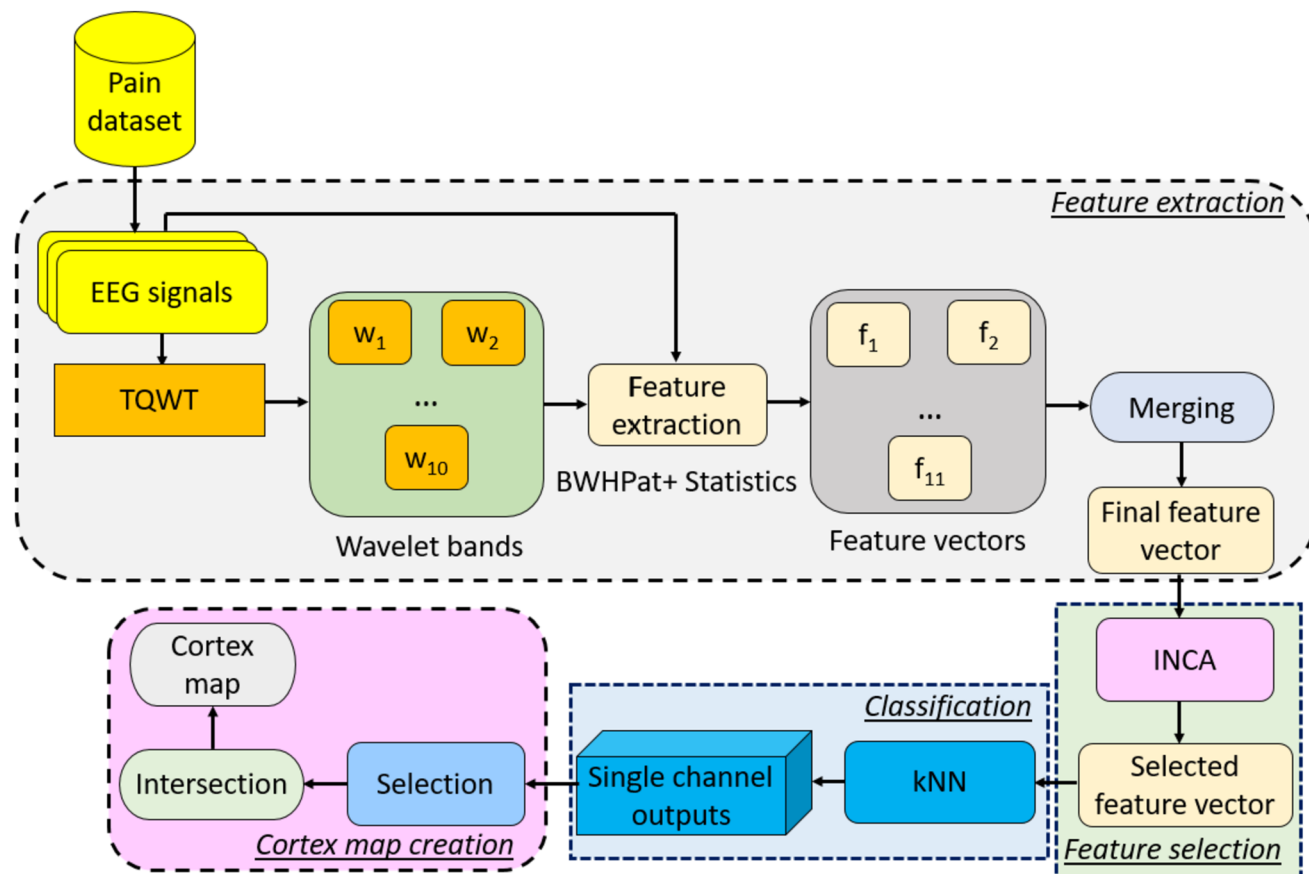 Pain
dataset
Feature extraction
EEG signals
TQWT
w1
w2
...
w10
Wavelet bands
Feature
extraction
BWHPat+ Statistics
f1
f2
...
f11
Feature vectors
Merging
Final feature
vector
INCA
Selected
feature vector
Feature selection
Classification
kNN
Single channel
outputs
Selection
Intersection
Cortex
map
Cortex map creation